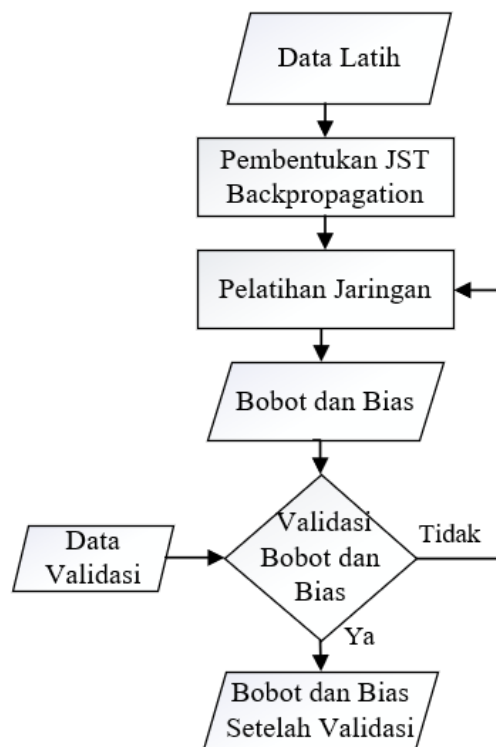 Data Latih
Pembentukan JST
Backpropagation
Pelatihan Jaringan
Bobot dan Bias
Validasi
Bobot dan
Bias
Data
Validasi
Tidak
Ya
Bobot dan Bias
Setelah Validasi